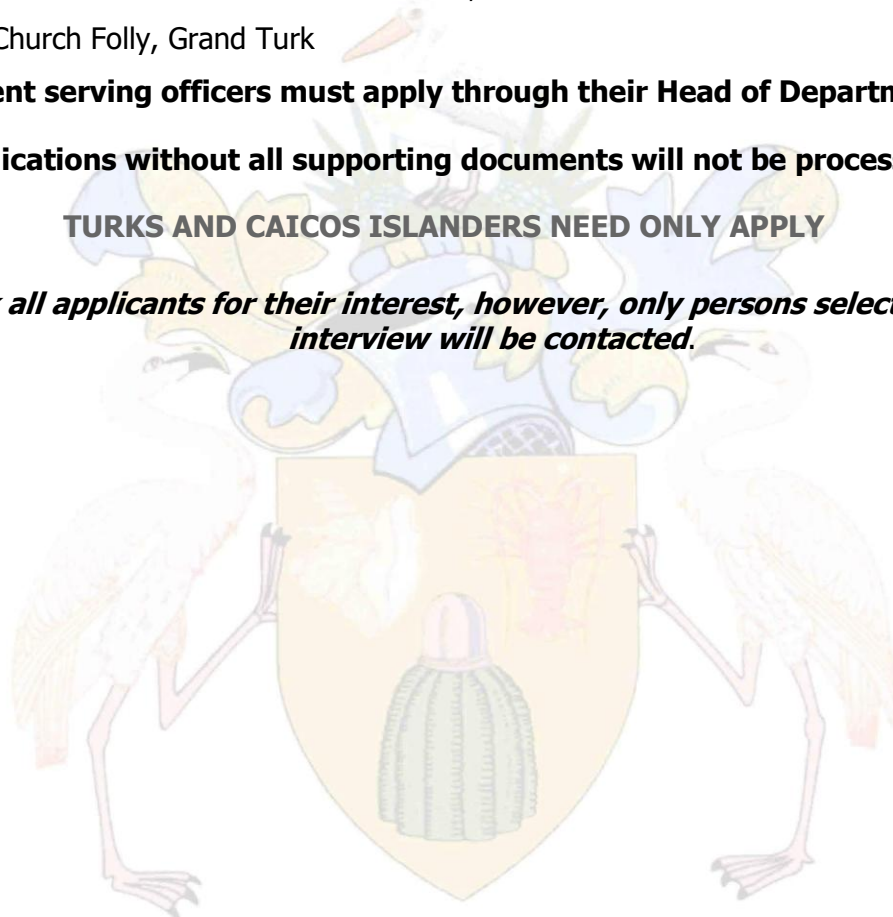 Church Folly, Grand Turk
ent serving officers must apply through their Head of Departm
ications without all supporting documents will not be proces
TURKS AND CAICOS ISLANDERS NEED ONLY APPLY
all applicants for their interest, however, only persons select
interview will be contacted.